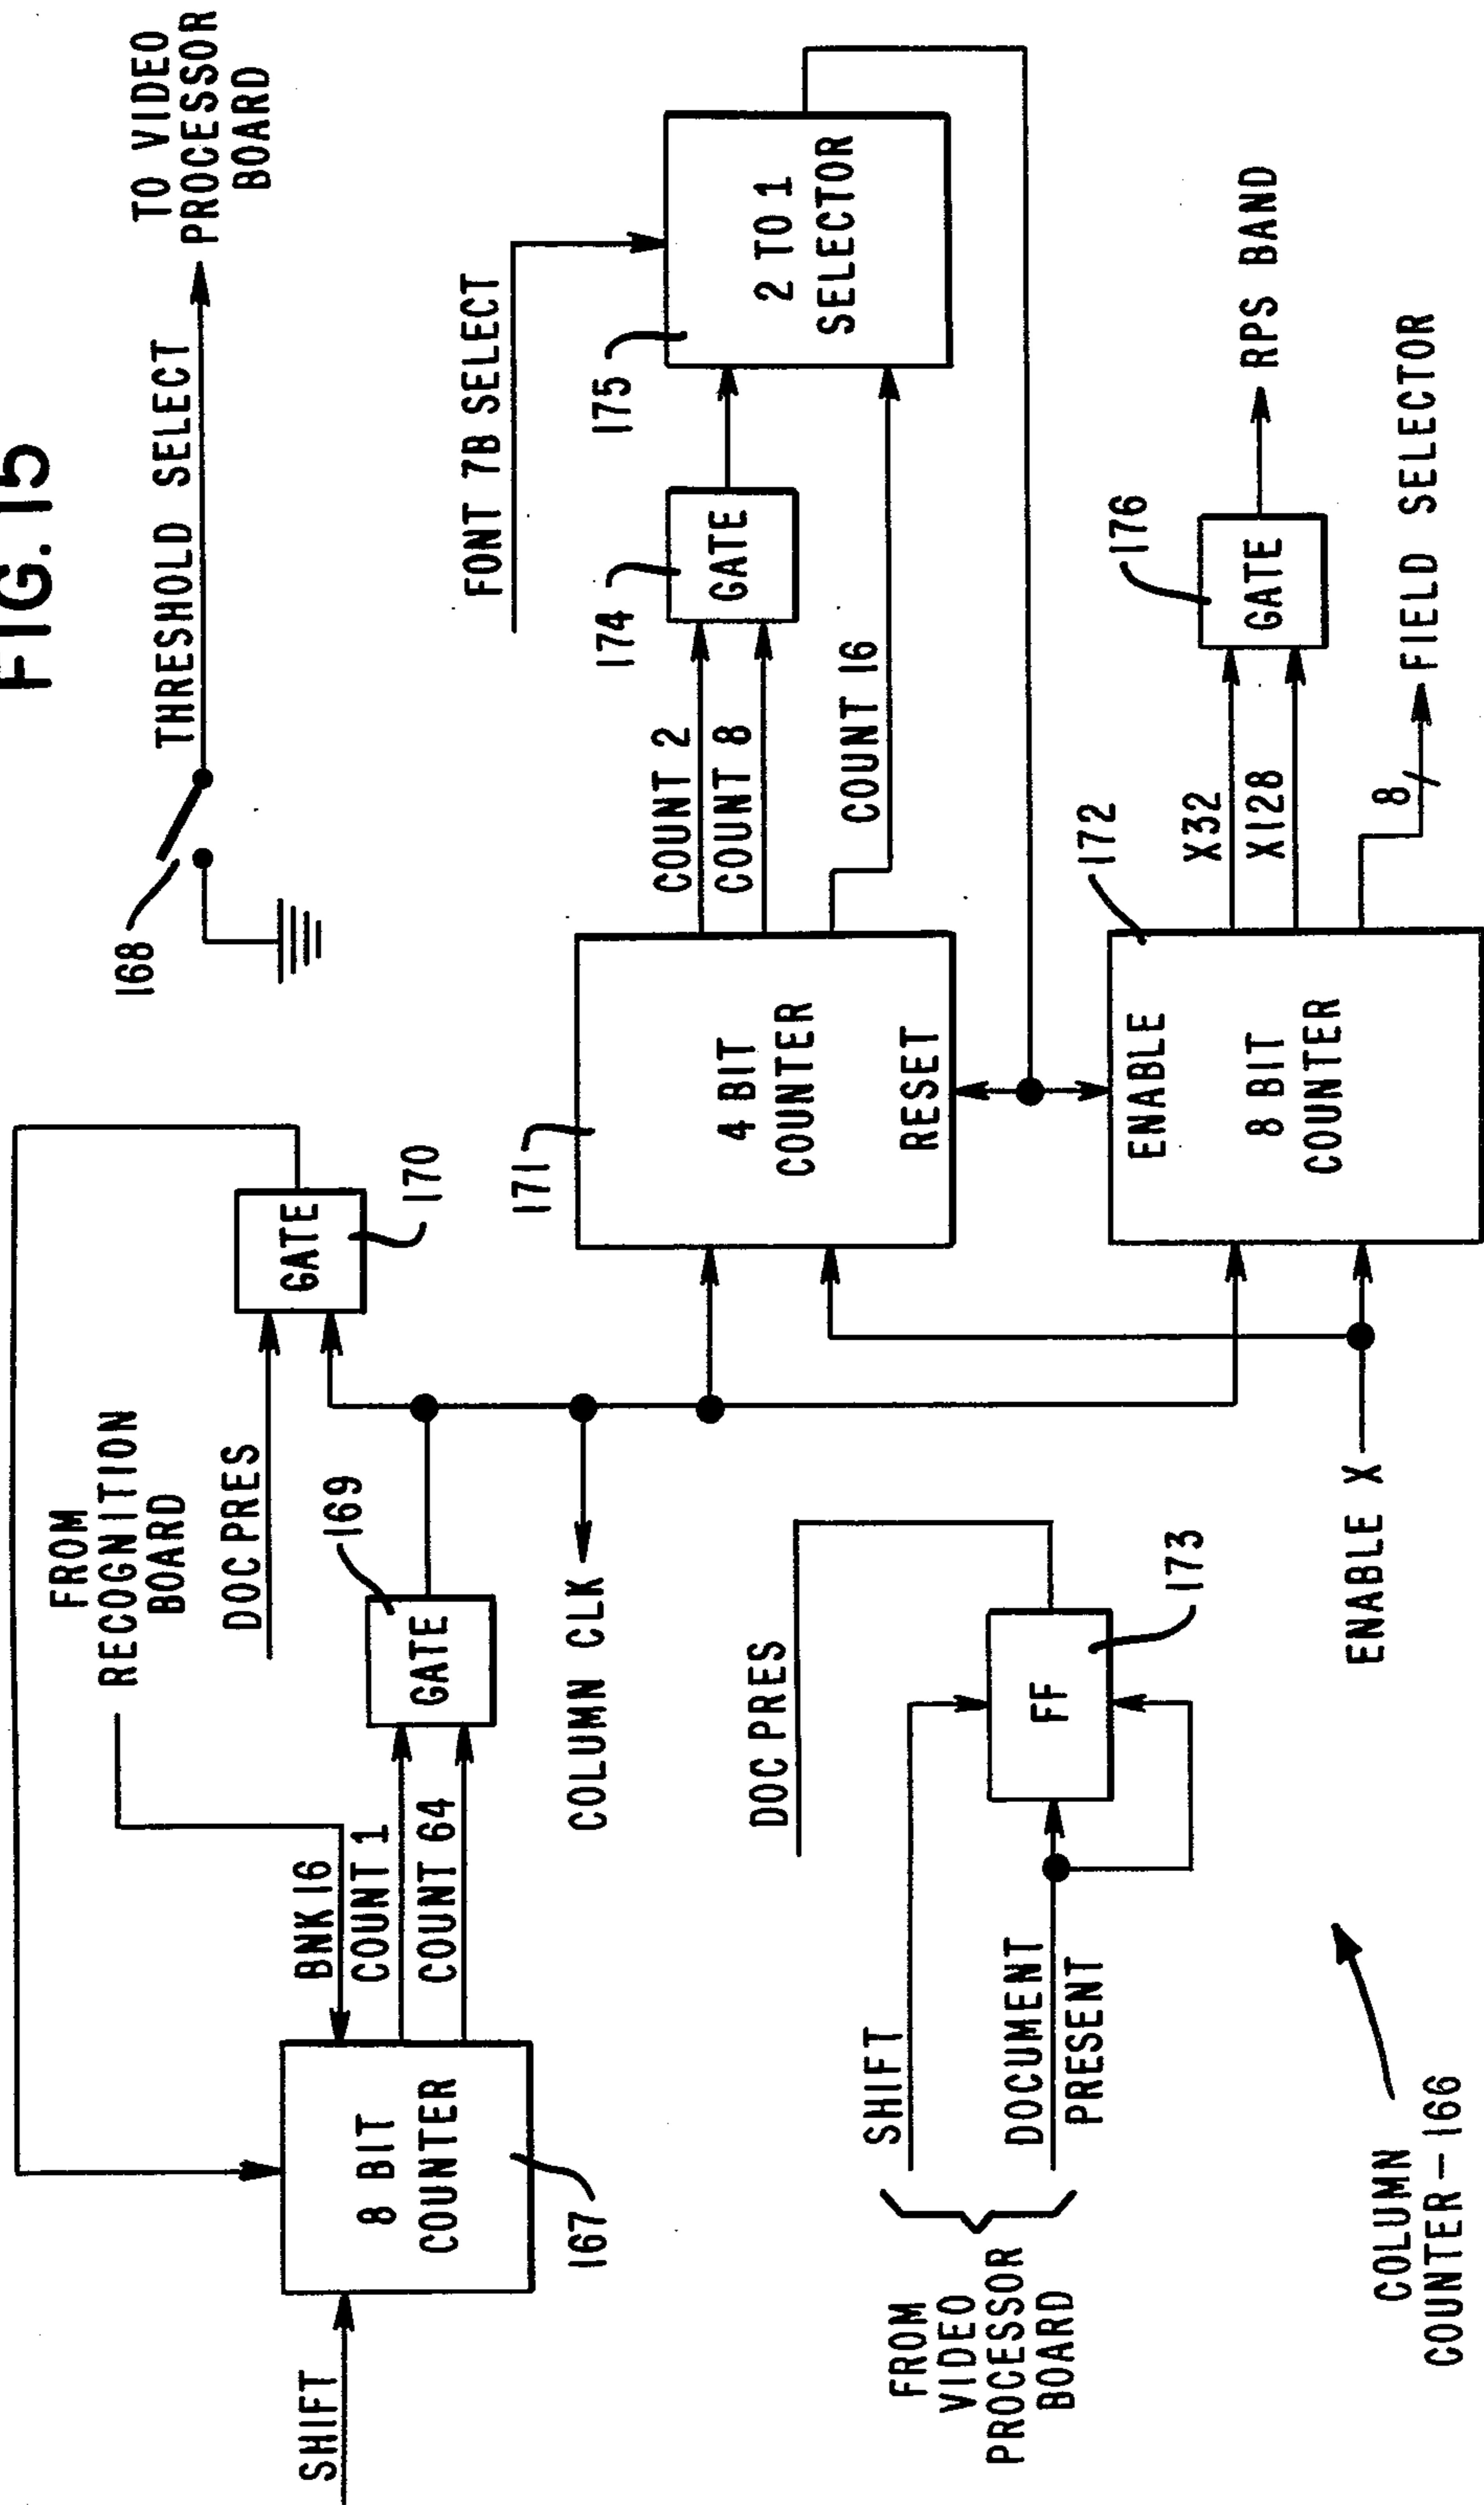 FIG. 15
TO VIDEO
PROCESSOR
BOARD
THRESHOLD SELECT
168
FROM
RECOGNITION
BOARD
DOC PRES
GATE
170
169
GATE
SHIFT
8 BIT
COUNTER
167
BNK 16
COUNT 1
COUNT 64
COLUMN CLK
FONT 7B SELECT
171
4 BIT
COUNTER
RESET
COUNT 2
COUNT 8
COUNT 16
174
GATE
175
2 TO 1
SELECTOR
FROM
VIDEO
PROCESSOR
BOARD
SHIFT
DOCUMENT
PRESENT
DOC PRES
FF
173
ENABLE X
172
ENABLE
8 BIT
COUNTER
X32
X128
8
176
GATE
RPS BAND
FIELD SELECTOR
COLUMN
COUNTER-166